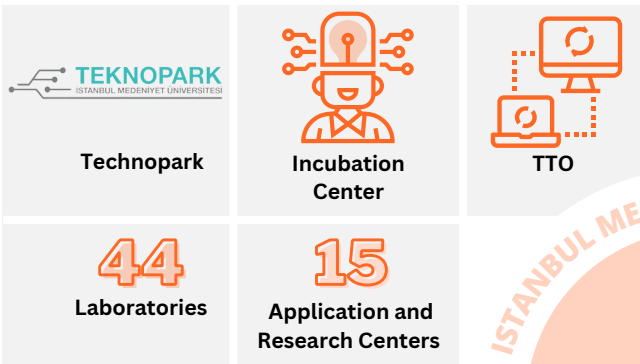 TEKNOPARK
İSTANBUL MEDENİYET ÜNİVERSİTESİ
Technopark
Incubation
Center
TTO
44
Laboratories
15
Application and
Research Centers
ISTANBUL ME